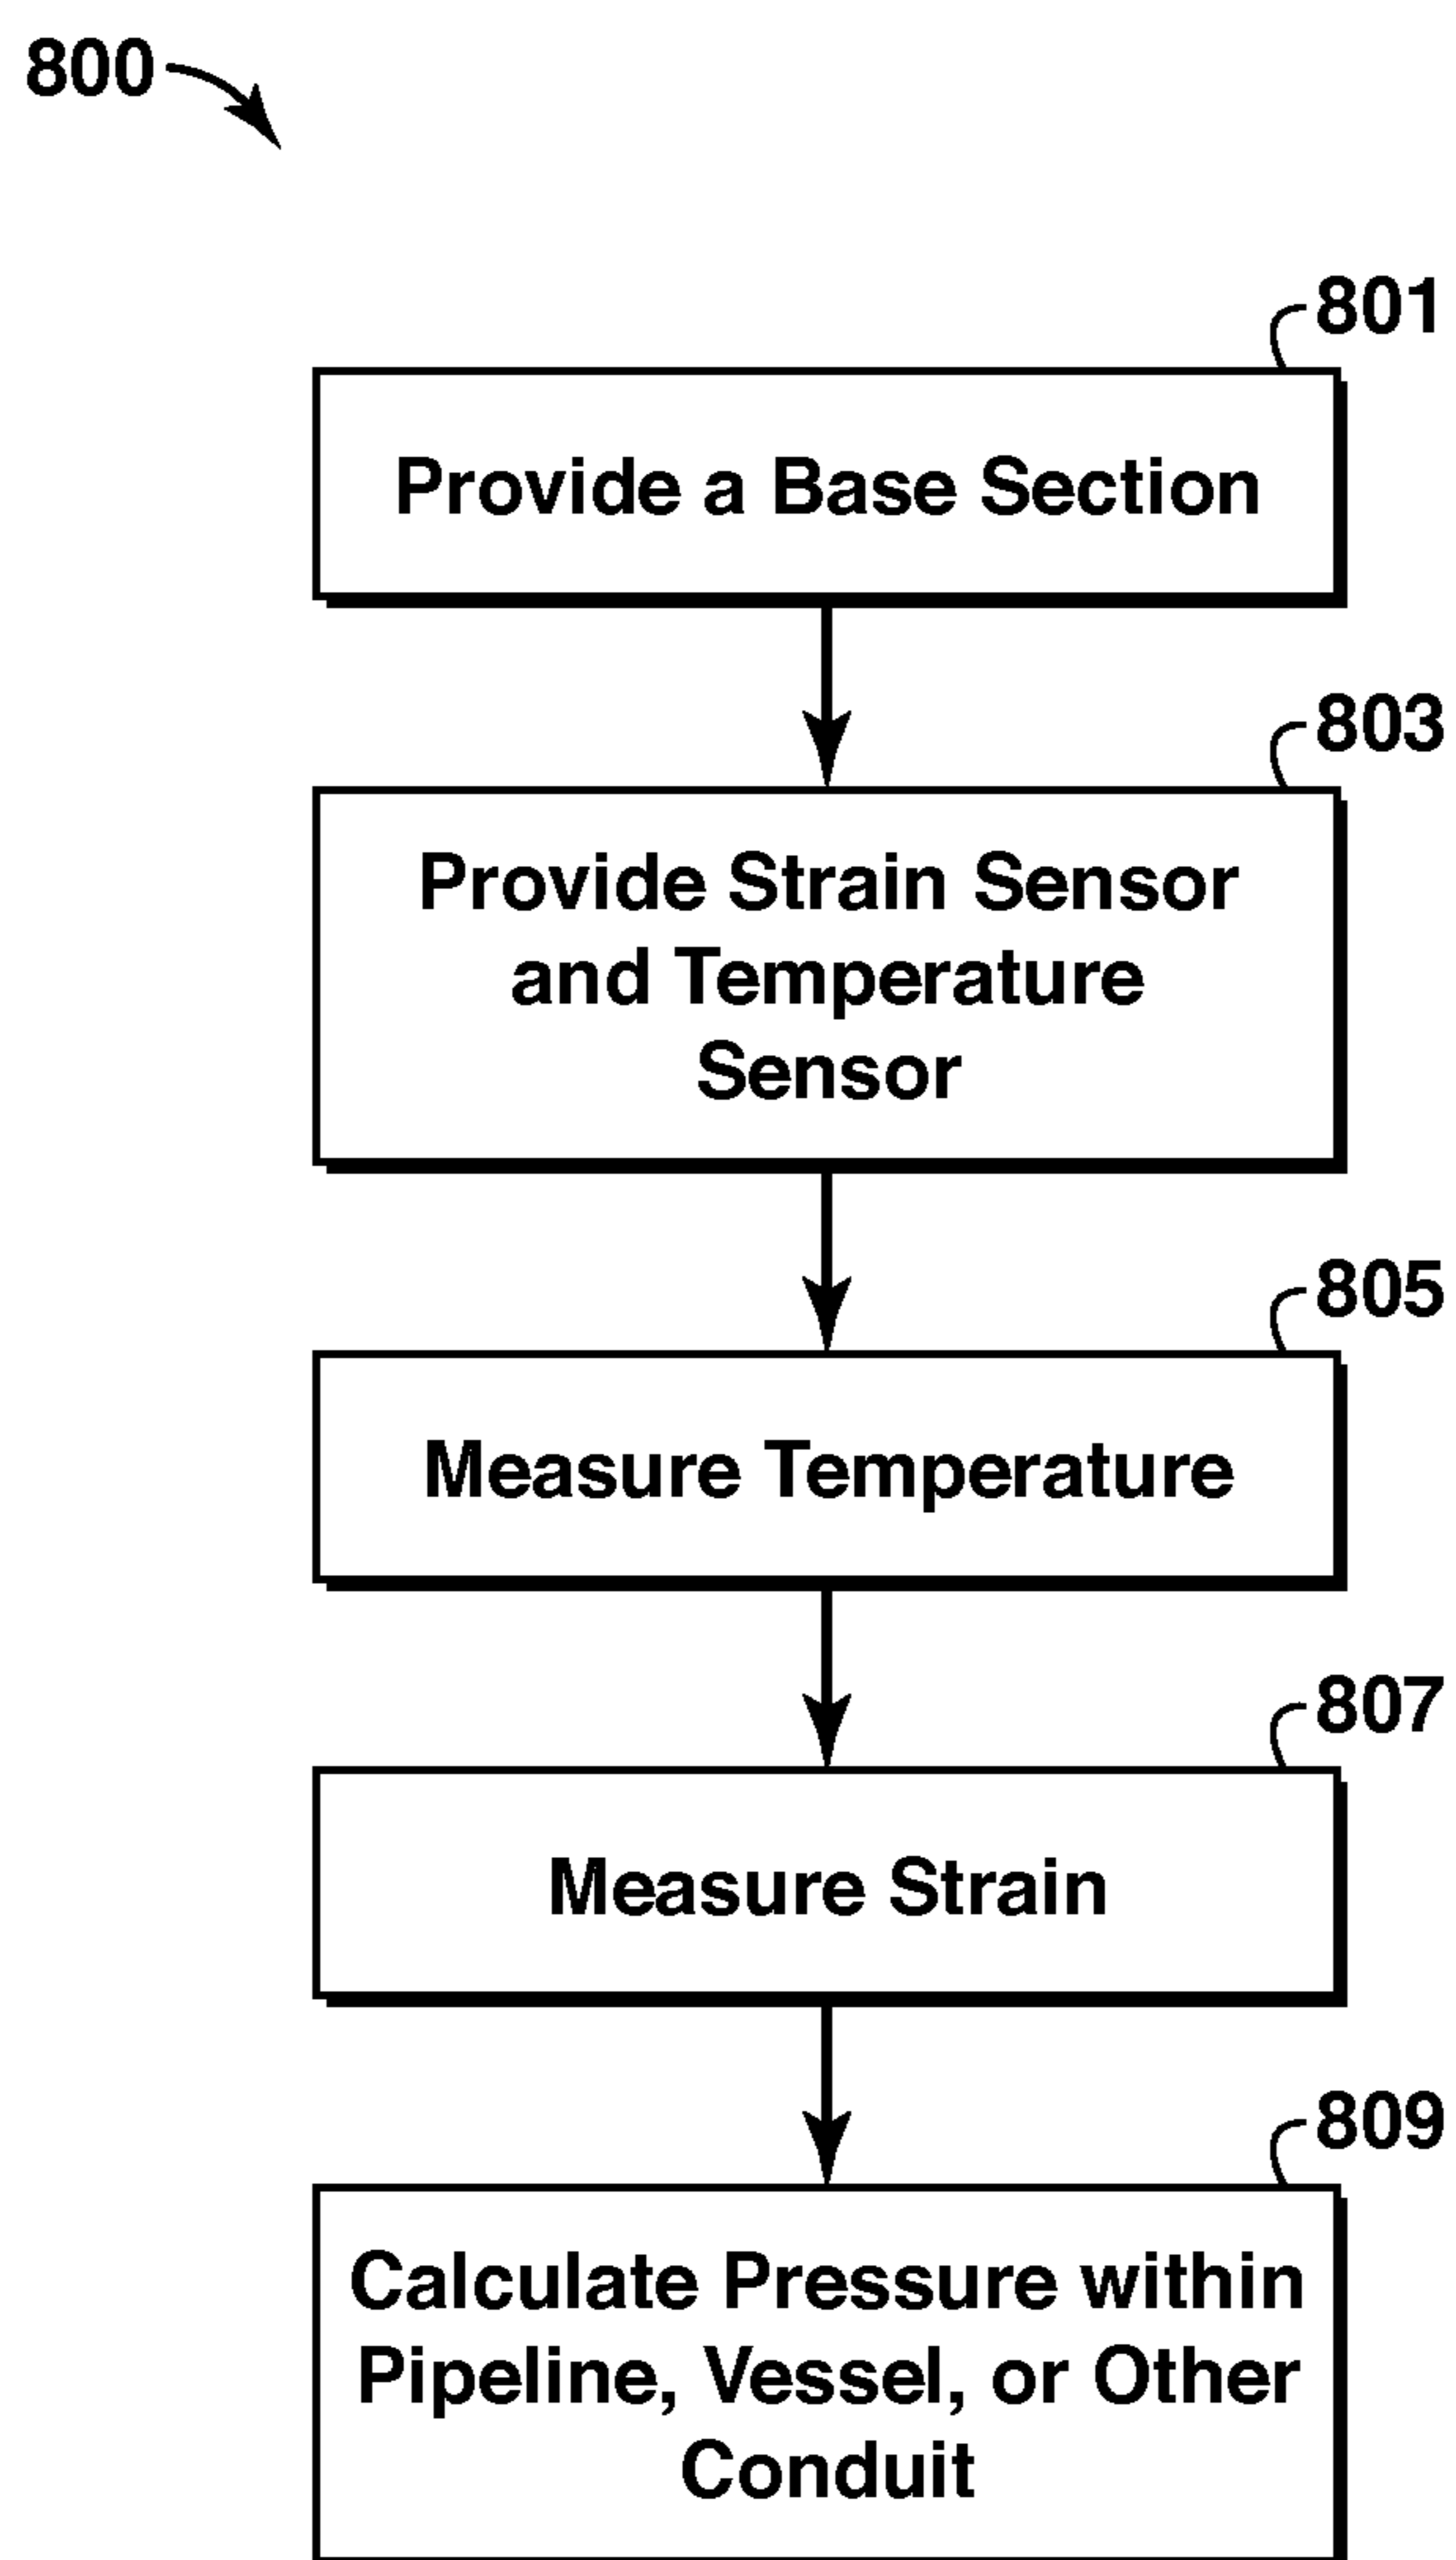 800
801
Provide a Base Section
803
Provide Strain Sensor
and Temperature
Sensor
805
Measure Temperature
807
Measure Strain
809
Calculate Pressure within
Pipeline, Vessel, or Other
Conduit